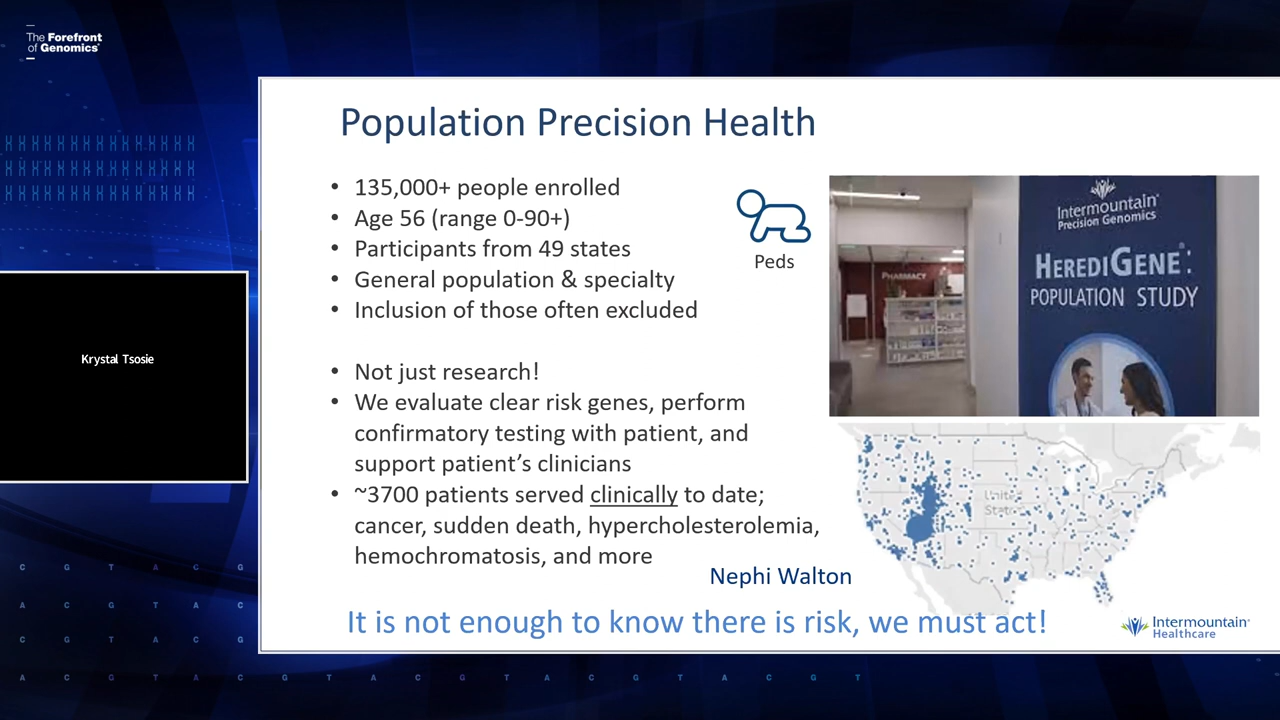 The Forefront
of Genomics®
Krystal Tsosie
C G T A C G
A C G T A C
C G T A C G
A C G T A C G T A C G T A C G T A C G T
Population Precision Health
• 135,000+ people enrolled
• Age 56 (range 0-90+)
• Participants from 49 states
• General population & specialty
• Inclusion of those often excluded
Peds
• Not just research!
• We evaluate clear risk genes, perform
confirmatory testing with patient, and
support patient's clinicians
• ~3700 patients served clinically to date;
cancer, sudden death, hypercholesterolemia,
hemochromatosis, and more
Nephi Walton
It is not enough to know there is risk, we must act!
PHARMACY
Intermountain®
Precision Genomics
HEREDIGENE®:
POPULATION STUDY
United
States
Intermountain®
Healthcare